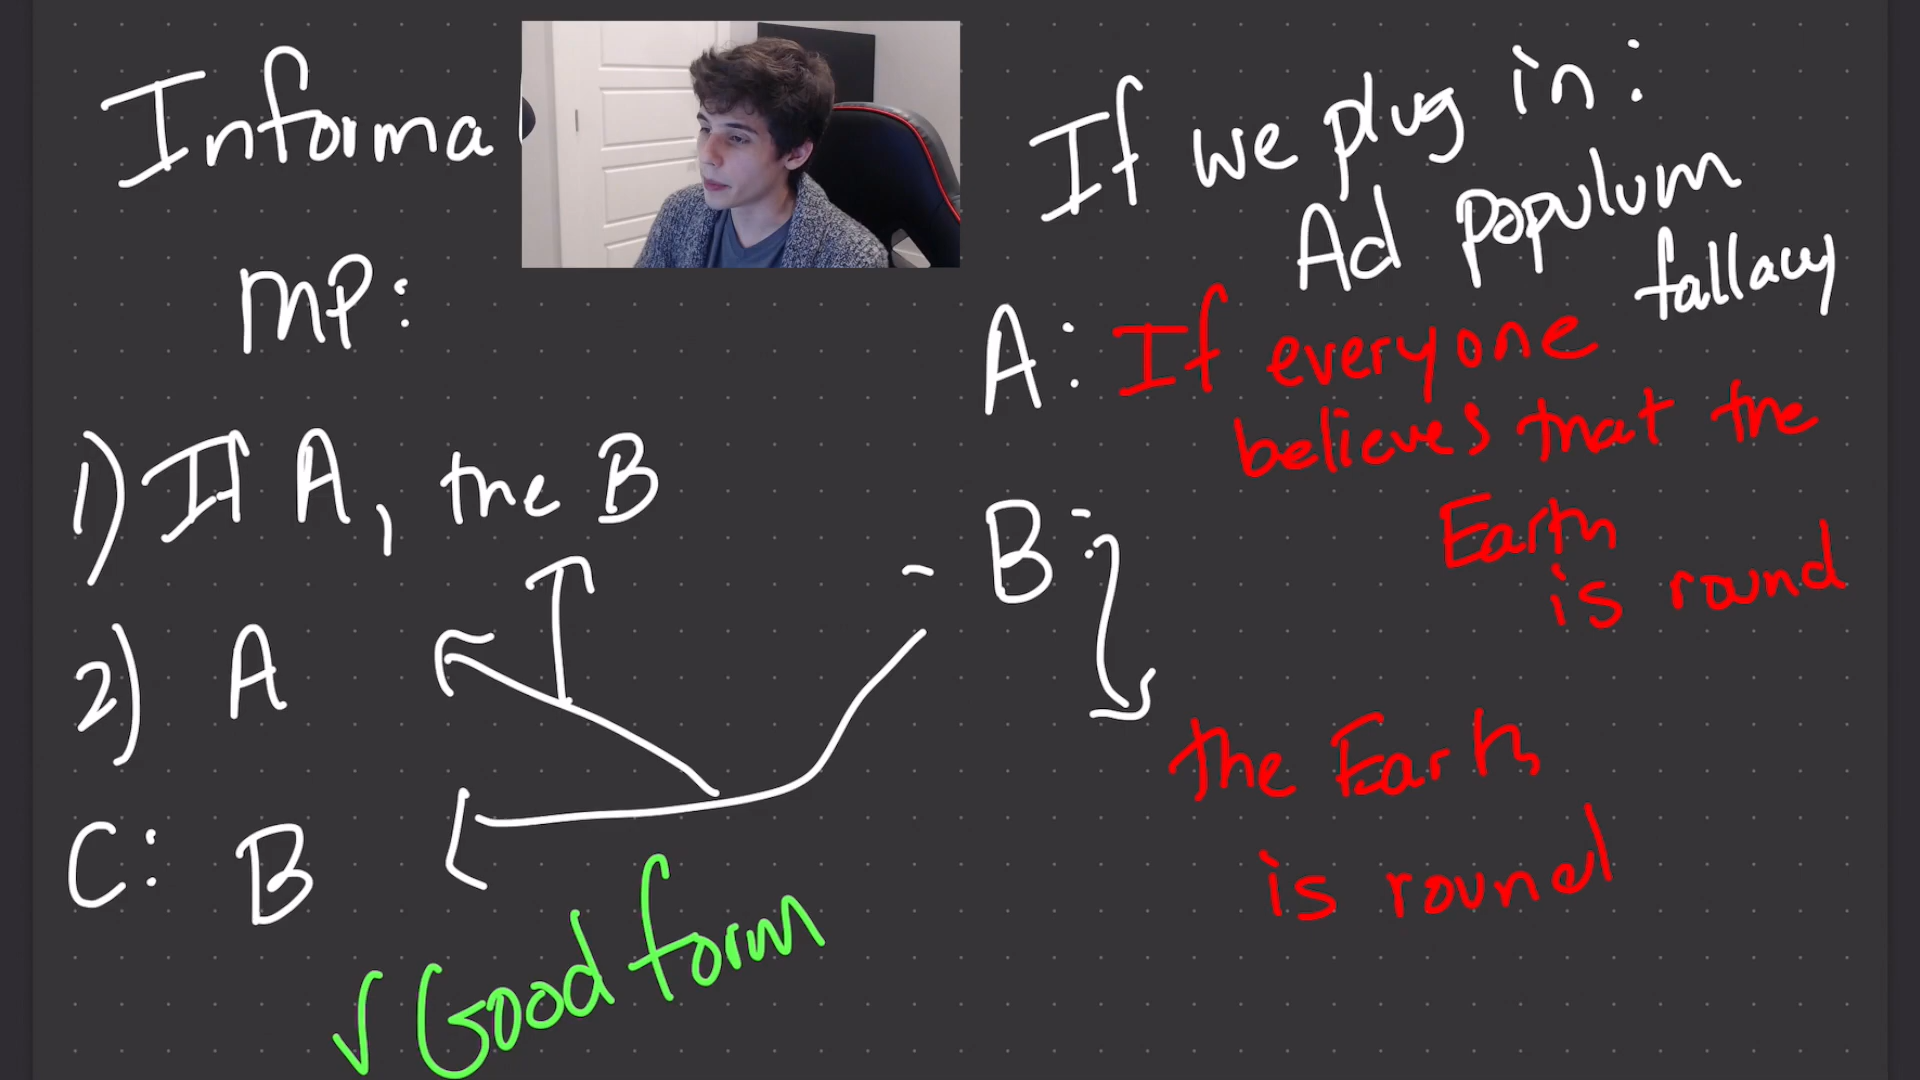 Informa
MP:
1) If A, the B
2) A
C: B
✓ Good form
If we plug in:
Ad populum
fallacy
A: If everyone
believes that the
Earth
is round
B:
the Earth
is round